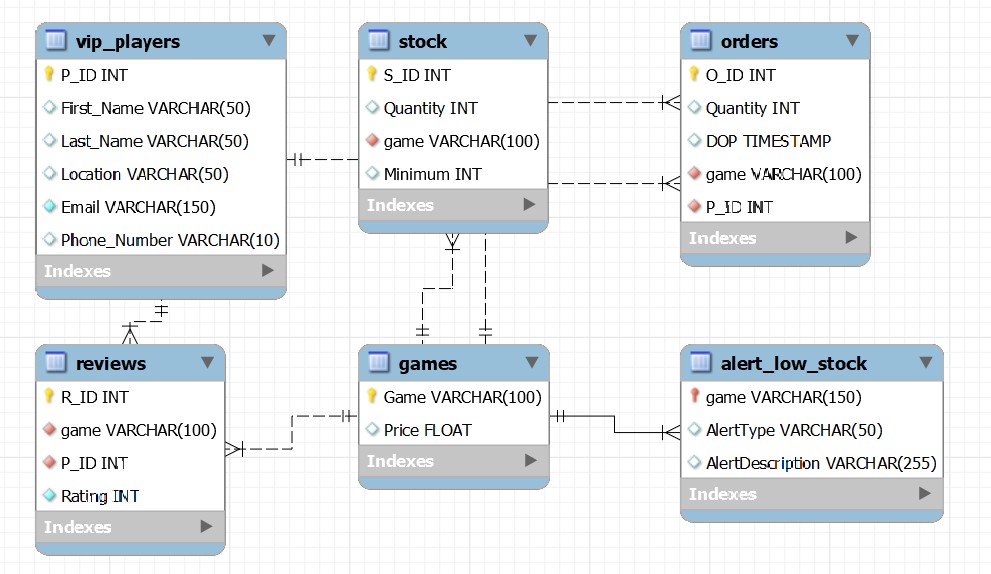 vip_players
P_ID INT
First_Name VARCHAR(50)
Last_Name VARCHAR(50)
Location VARCHAR(50)
Email VARCHAR(150)
Phone_Number VARCHAR(10)
Indexes
stock
S_ID INT
Quantity INT
game VARCHAR(100)
Minimum INT
Indexes
orders
O_ID INT
Quantity INT
DOP TIMESTAMP
game VARCHAR(100)
P_ID INT
Indexes
reviews
R_ID INT
game VARCHAR(100)
P_ID INT
Rating INT
Indexes
games
Game VARCHAR(100)
Price FLOAT
Indexes
alert_low_stock
game VARCHAR(150)
AlertType VARCHAR(50)
AlertDescription VARCHAR(255)
Indexes